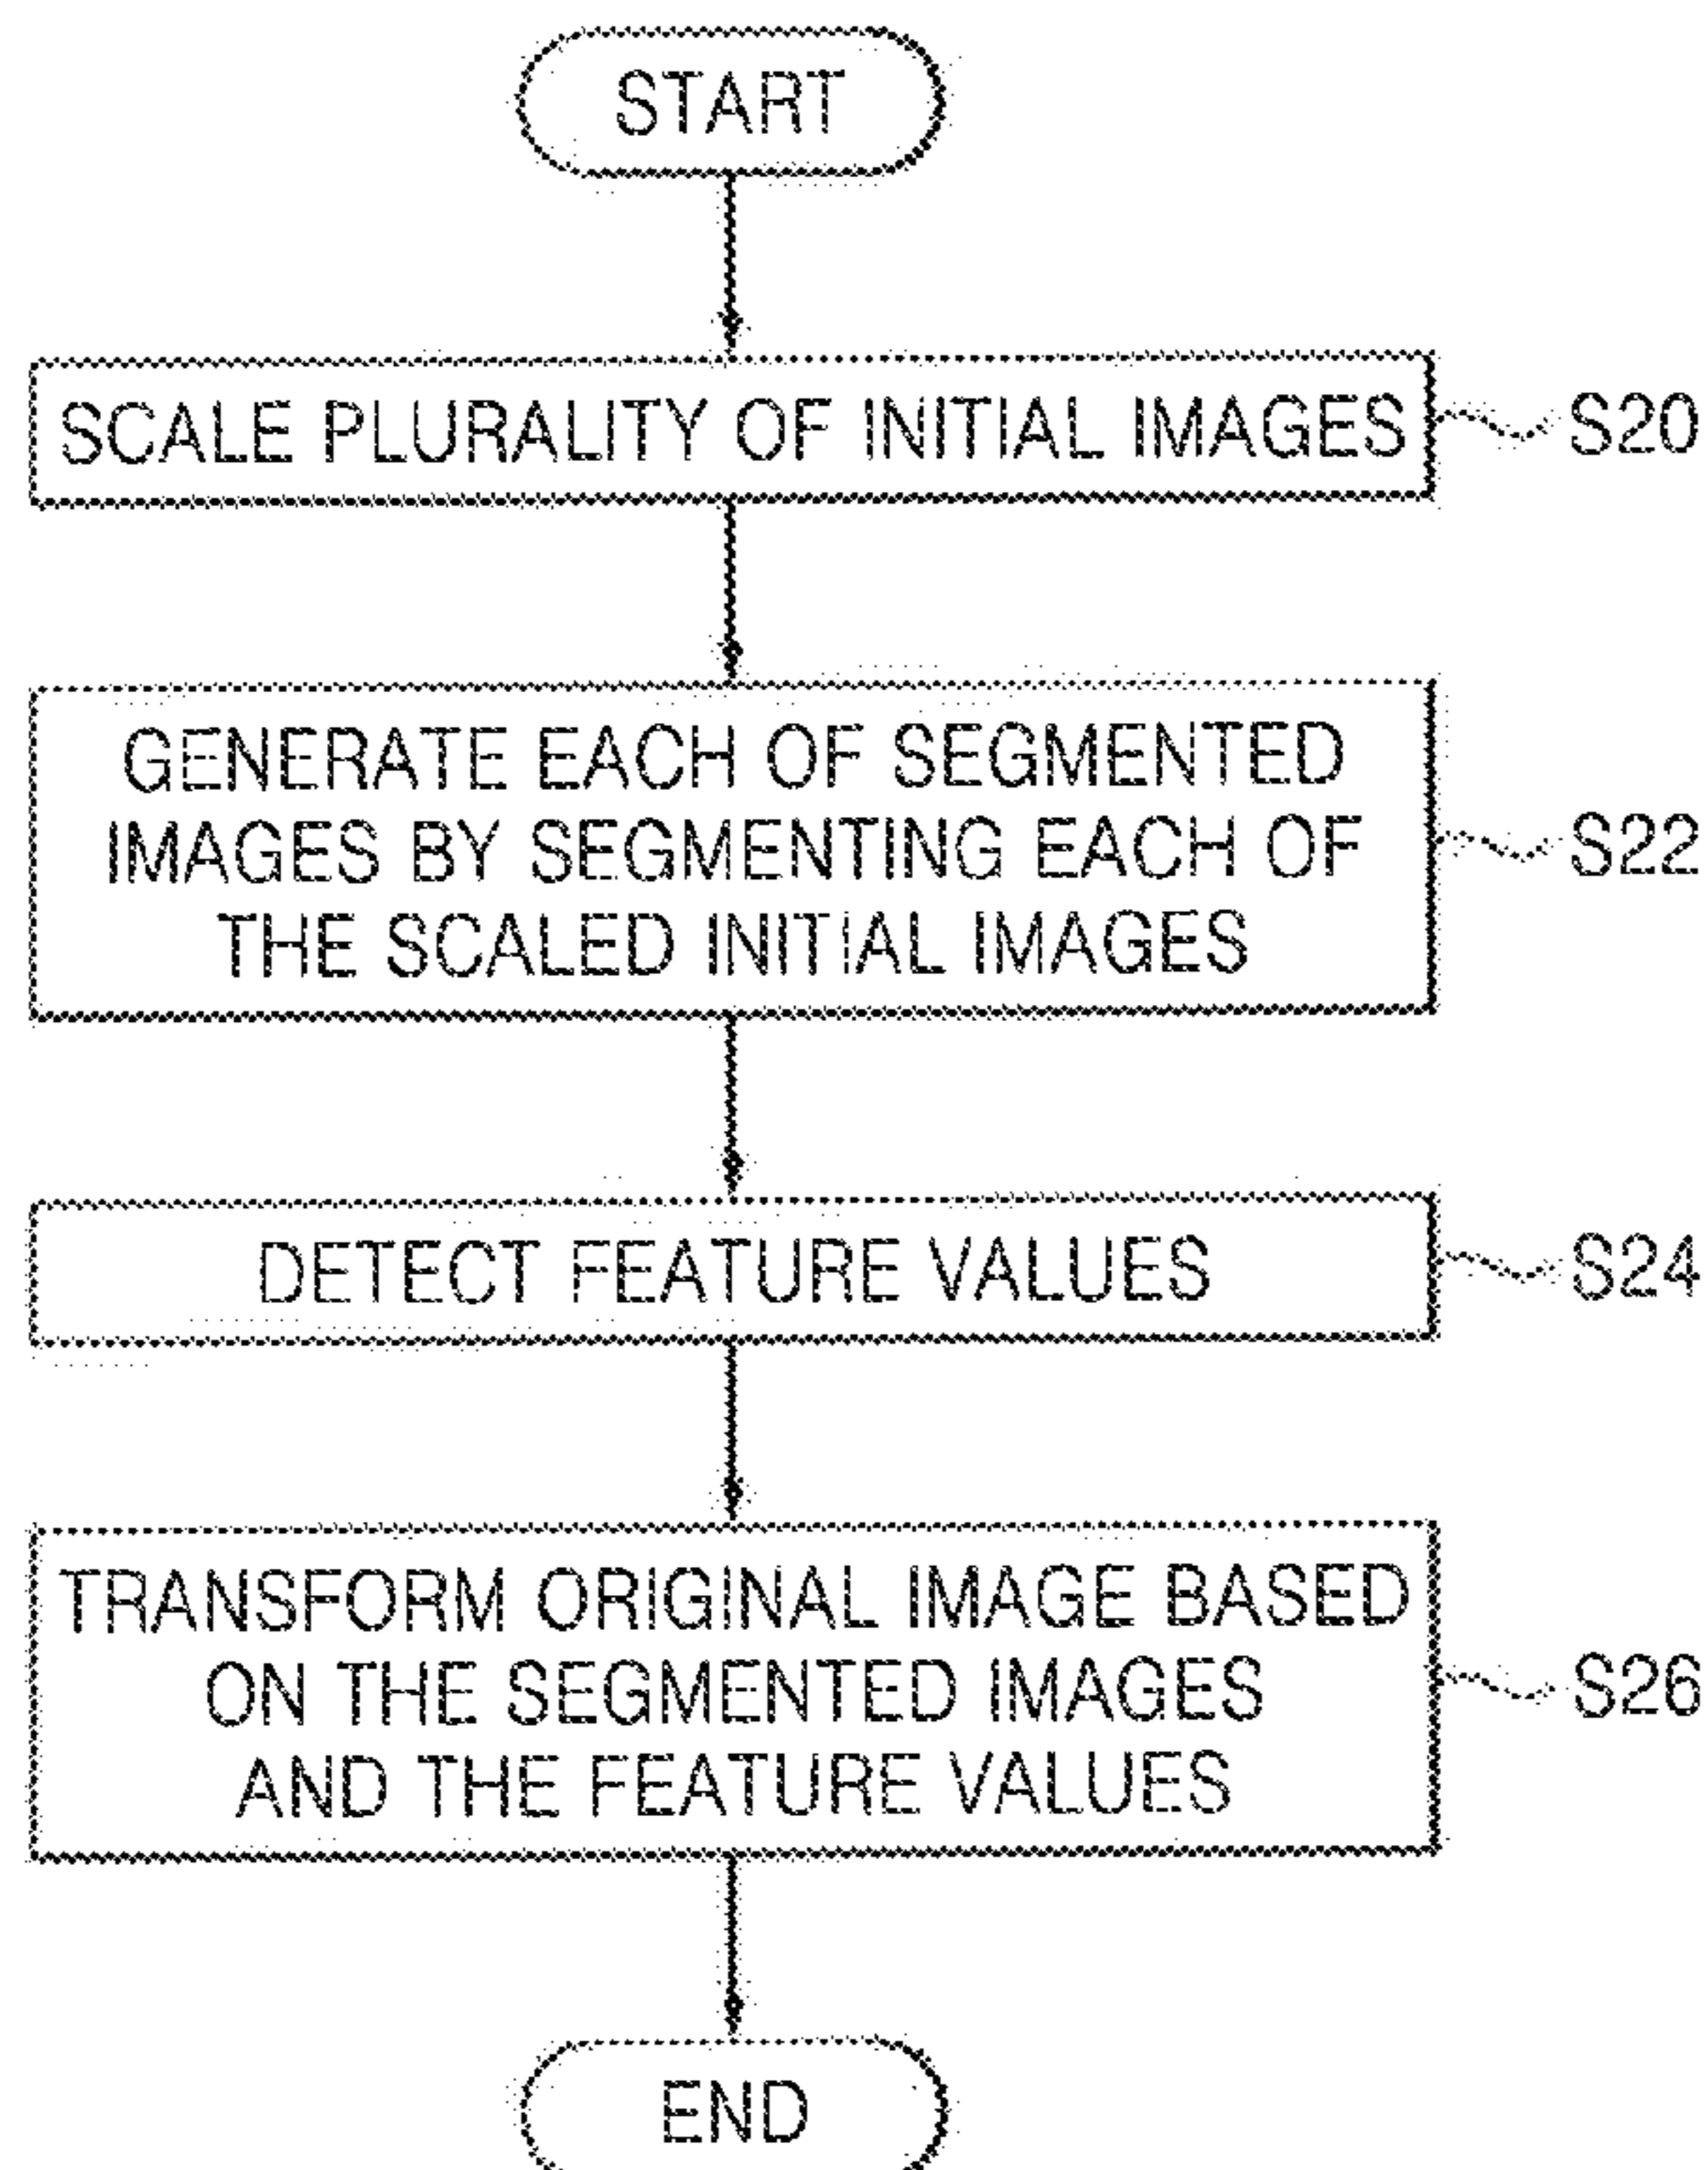 START
SCALE PLURALITY OF INITIAL IMAGES
S20
GENERATE EACH OF SEGMENTED
IMAGES BY SEGMENTING EACH OF
THE SCALED INITIAL IMAGES
S22
DETECT FEATURE VALUES
S24
TRANSFORM ORIGINAL IMAGE BASED
ON THE SEGMENTED IMAGES
AND THE FEATURE VALUES
S26
END